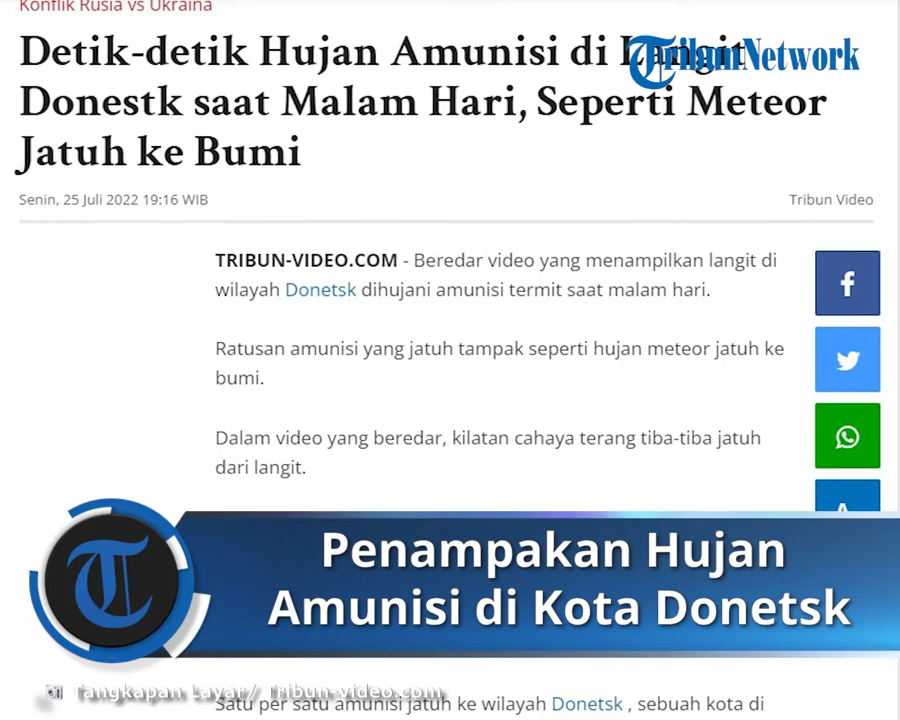 Konflik Rusia vs Ukraina
Detik-detik Hujan Amunisi di Langit
TribunNetwork
Donestk saat Malam Hari, Seperti Meteor
Jatuh ke Bumi
Senin, 25 Juli 2022 19:16 WIB
Tribun Video
TRIBUN-VIDEO.COM - Beredar video yang menampilkan langit di
wilayah Donetsk dihujani amunisi termit saat malam hari.
Ratusan amunisi yang jatuh tampak seperti hujan meteor jatuh ke
bumi.
Dalam video yang beredar, kilatan cahaya terang tiba-tiba jatuh
dari langit.
Penampakan Hujan
Amunisi di Kota Donetsk
Tangkapan Layar/ Tribun-video.com
Satu per satu amunisi jatuh ke wilayah Donetsk , sebuah kota di